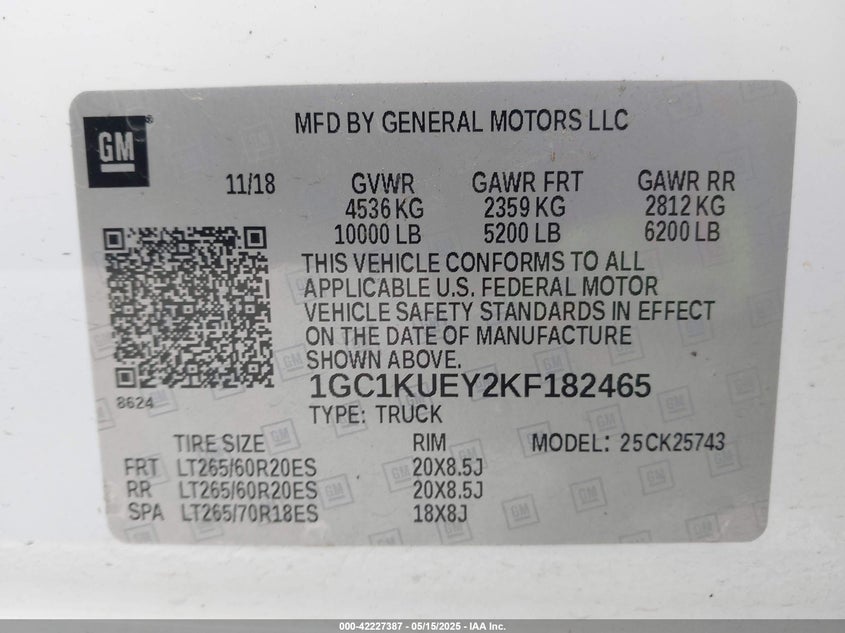 GM
MFD BY GENERAL MOTORS LLC
11/18 GVWR GAWR FRT GAWR RR
4536 KG 2359 KG 2812 KG
10000 LB 5200 LB 6200 LB
THIS VEHICLE CONFORMS TO ALL
APPLICABLE U.S. FEDERAL MOTOR
VEHICLE SAFETY STANDARDS IN EFFECT
ON THE DATE OF MANUFACTURE
SHOWN ABOVE.
1GC1KUEY2KF182465
8624
TYPE: TRUCK
TIRE SIZE RIM MODEL: 25CK25743
FRT LT265/60R20ES 20X8.5J
RR LT265/60R20ES 20X8.5J
SPA LT265/70R18ES 18X8J
000-42227387 - 05/15/2025 - IAA Inc.